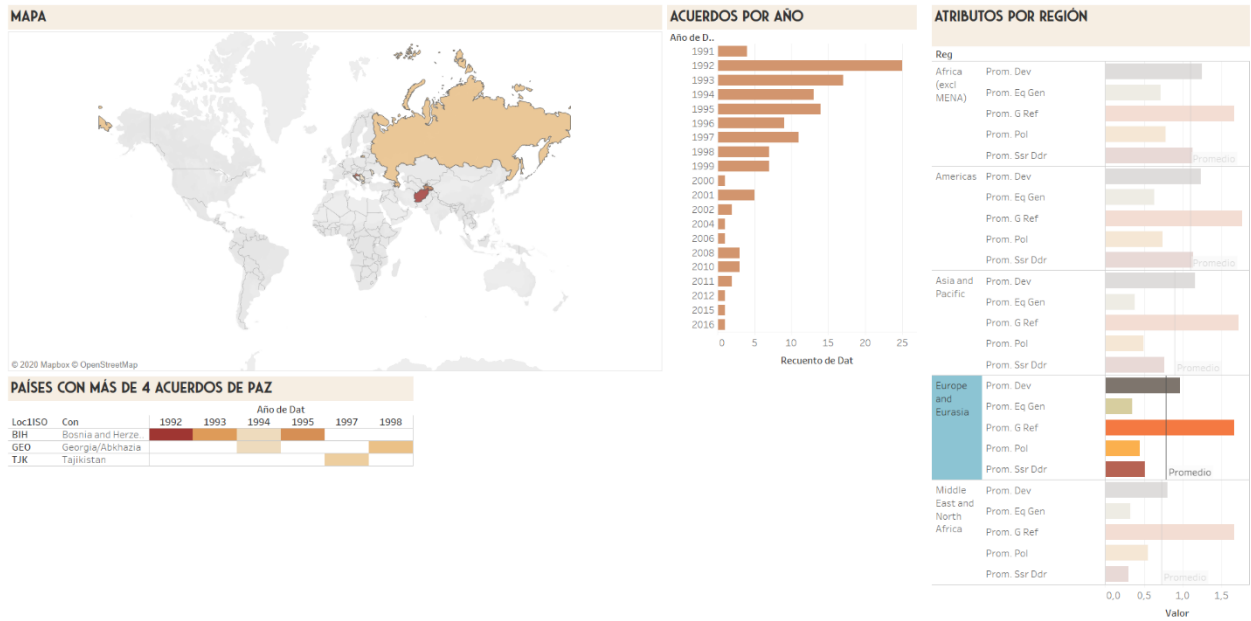 MAPA
© 2020 Mapbox © OpenStreetMap
ACUERDOS POR AÑO
Año de D..
1991
1992
1993
1994
1995
1996
1997
1998
1999
2000
2001
2002
2004
2006
2008
2010
2011
2012
2015
2016
0 5 10 15 20 25
Recuento de Dat
PAÍSES CON MÁS DE 4 ACUERDOS DE PAZ
Año de Dat
Loc1ISO Con 1992 1993 1994 1995 1997 1998
BIH Bosnia and Herze..
GEO Georgia/Abkhazia
TJK Tajikistan
ATRIBUTOS POR REGIÓN
Reg
Africa (excl MENA)
Prom. Dev
Prom. Eq Gen
Prom. G Ref
Prom. Pol
Prom. Ssr Ddr
Promedio
Americas
Prom. Dev
Prom. Eq Gen
Prom. G Ref
Prom. Pol
Prom. Ssr Ddr
Promedio
Asia and Pacific
Prom. Dev
Prom. Eq Gen
Prom. G Ref
Prom. Pol
Prom. Ssr Ddr
Promedio
Europe and Eurasia
Prom. Dev
Prom. Eq Gen
Prom. G Ref
Prom. Pol
Prom. Ssr Ddr
Promedio
Middle East and North Africa
Prom. Dev
Prom. Eq Gen
Prom. G Ref
Prom. Pol
Prom. Ssr Ddr
Promedio
0,0 0,5 1,0 1,5
Valor